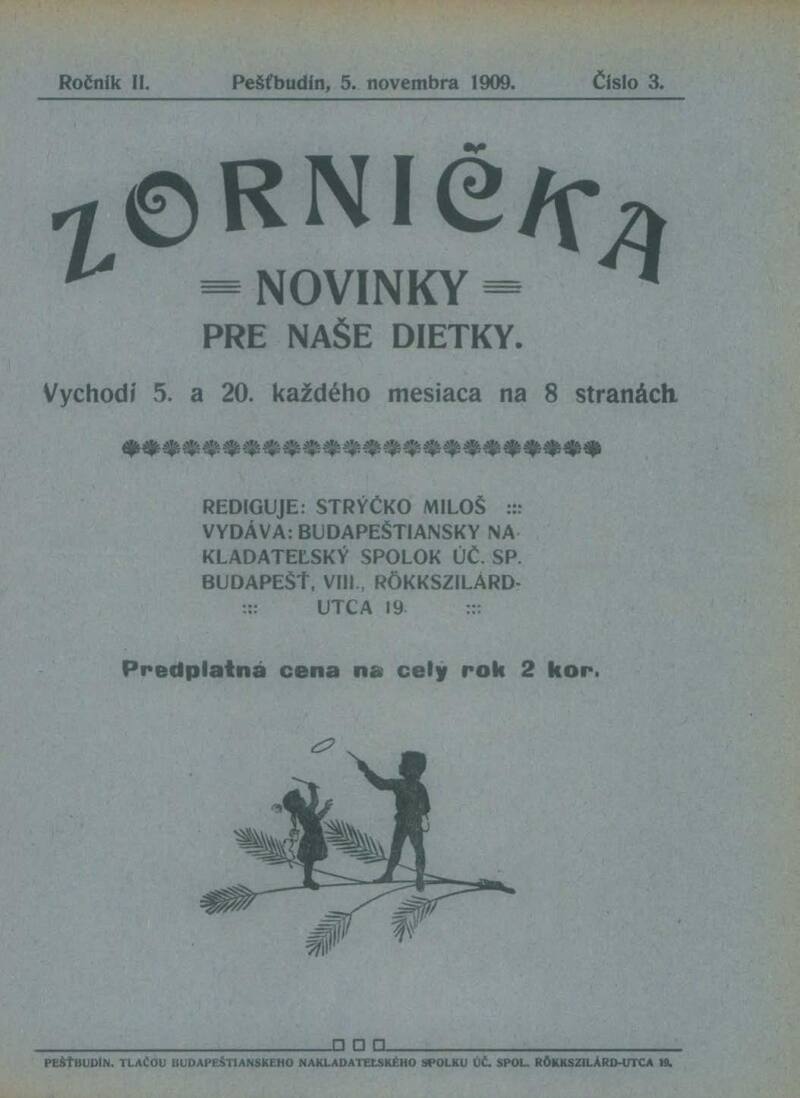 Ročník II. Pešťbudín, 5. novembra 1909. Číslo 3.
ZORNIČKA
NOVINKY
PRE NAŠE DIETKY.
Vychodí 5. a 20. každého mesiaca na 8 stranách
REDIGUJE: STRÝČKO MILOŠ :::
VYDÁVA: BUDAPEŠTIANSKY NA-
KLADATEĽSKÝ SPOLOK ÚČ. SP.
BUDAPEŠŤ, VIII., RÖKKSZILÁRD-
::: UTCA 19. :::
Predplatná cena na celý rok 2 kor.
PEŠŤBUDÍN. TLAČOU BUDAPEŠTIANSKEHO NAKLADATEĽSKÉHO SPOLKU ÚČ. SPOL. RÖKKSZILÁRD-UTCA 19.